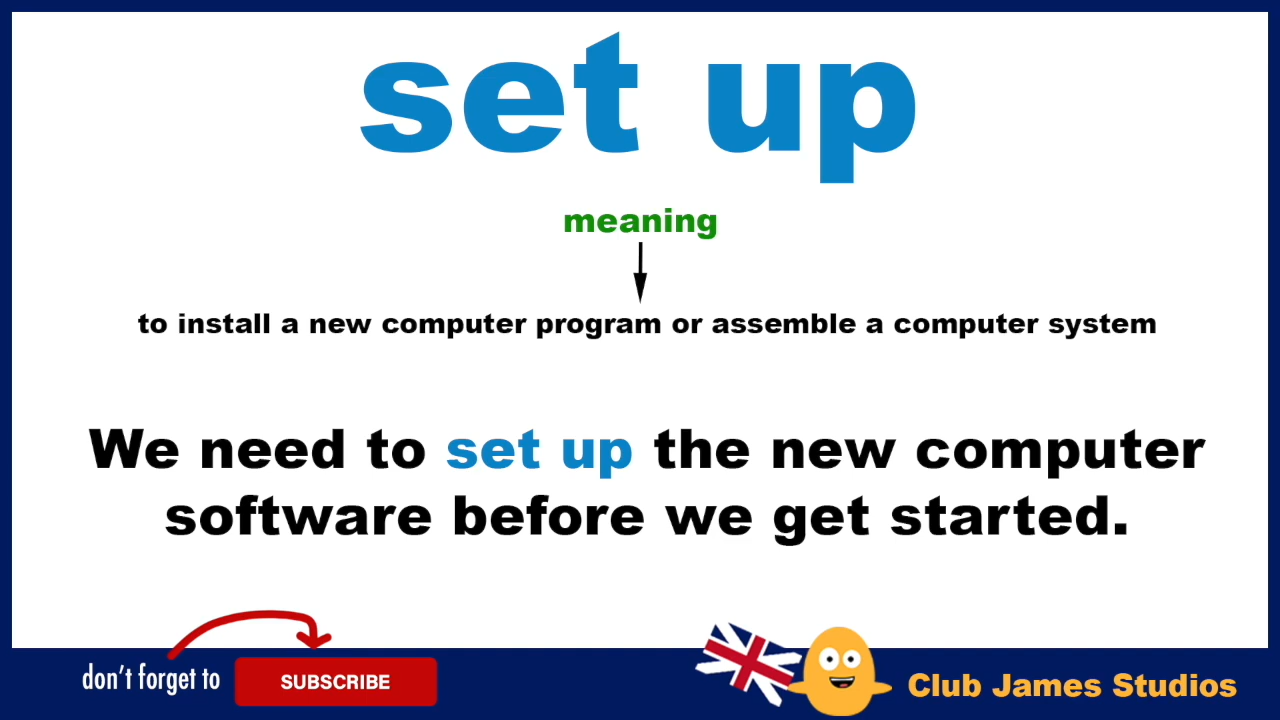 set up
meaning
to install a new computer program or assemble a computer system
We need to set up the new computer
software before we get started.
don't forget to
SUBSCRIBE
Club James Studios